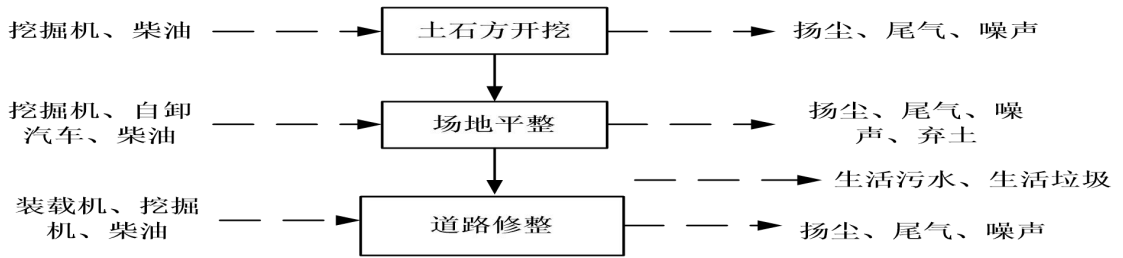 挖掘机、柴油
土石方开挖
扬尘、尾气、噪声
挖掘机、自卸
汽车、柴油
场地平整
扬尘、尾气、噪
声、弃土
生活污水、生活垃圾
装载机、挖掘
机、柴油
道路修整
扬尘、尾气、噪声